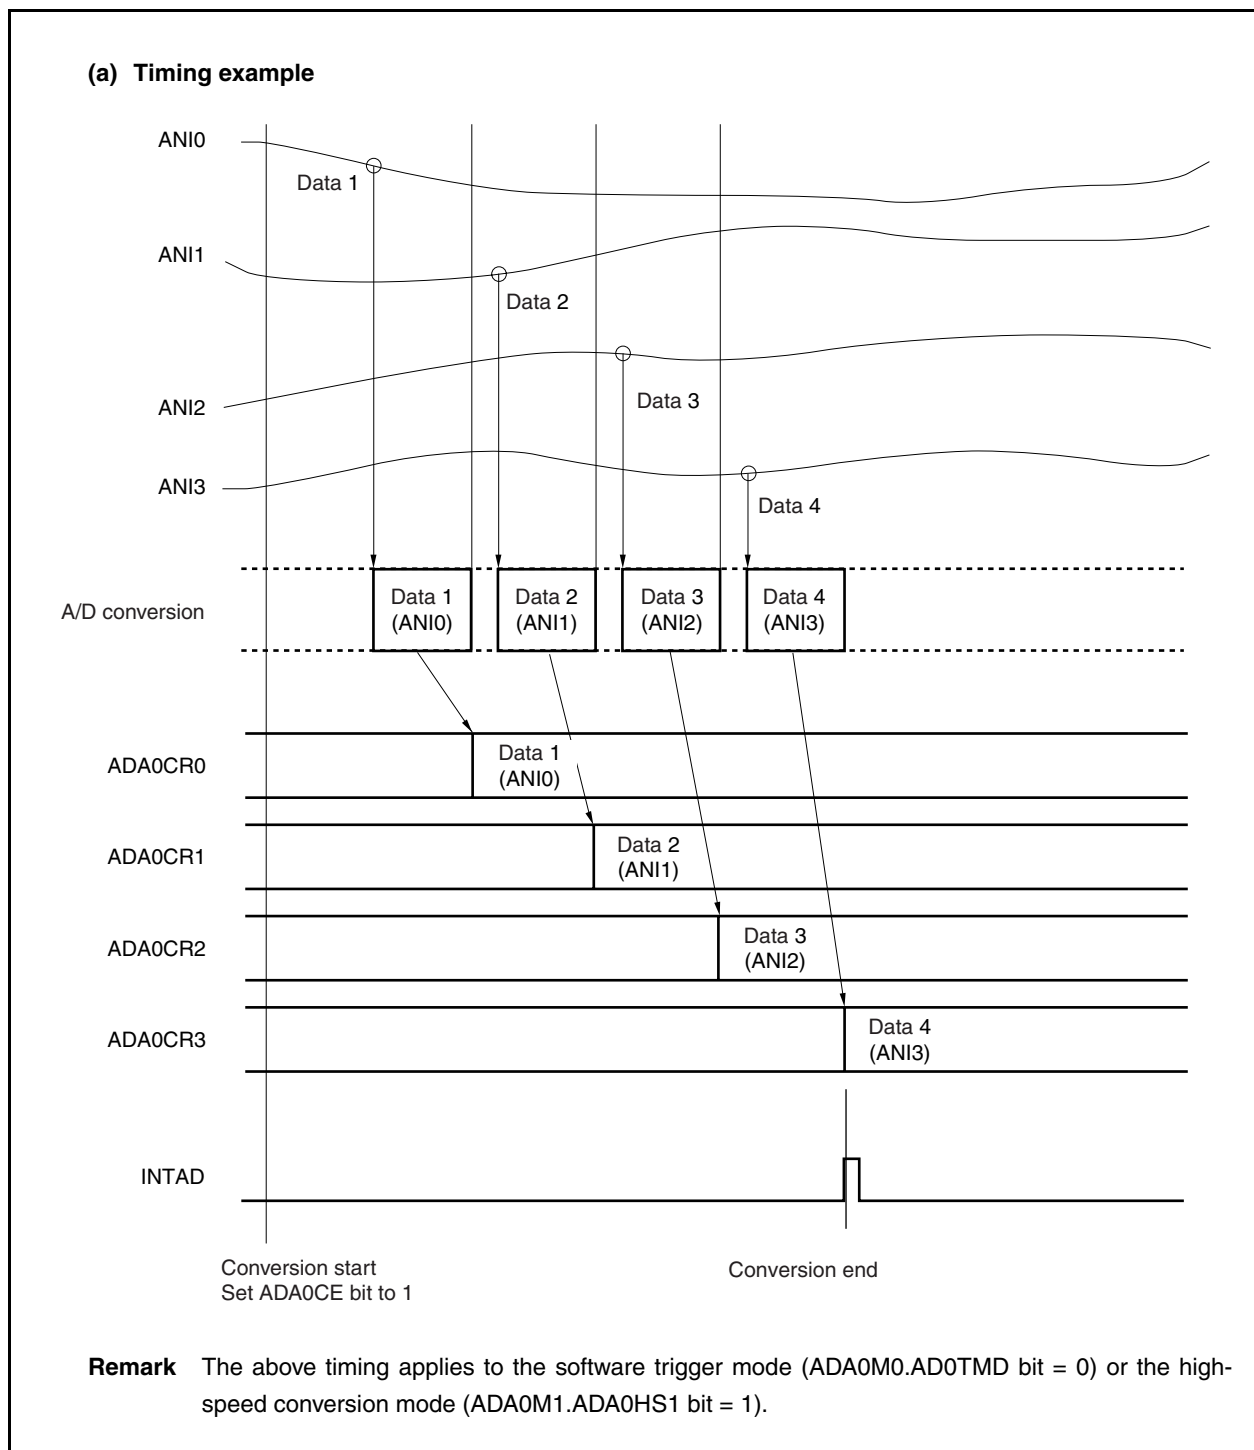 (a) Timing example
ANI0
Data 1
ANI1
Data 2
Data 3
ANI2
ANI3
Data 4
A/D conversion
Data 1
(ANI0)
Data 2
(ANI1)
Data 3
(ANI2)
Data 4
(ANI3)
ADA0CR0
Data 1
(ANI0)
ADA0CR1
Data 2
(ANI1)
ADA0CR2
Data 3
(ANI2)
ADA0CR3
Data 4
(ANI3)
INTAD
Conversion start
Set ADA0CE bit to 1
Conversion end
Remark The above timing applies to the software trigger mode (ADA0M0.AD0TMD bit = 0) or the high-
speed conversion mode (ADA0M1.ADA0HS1 bit = 1).